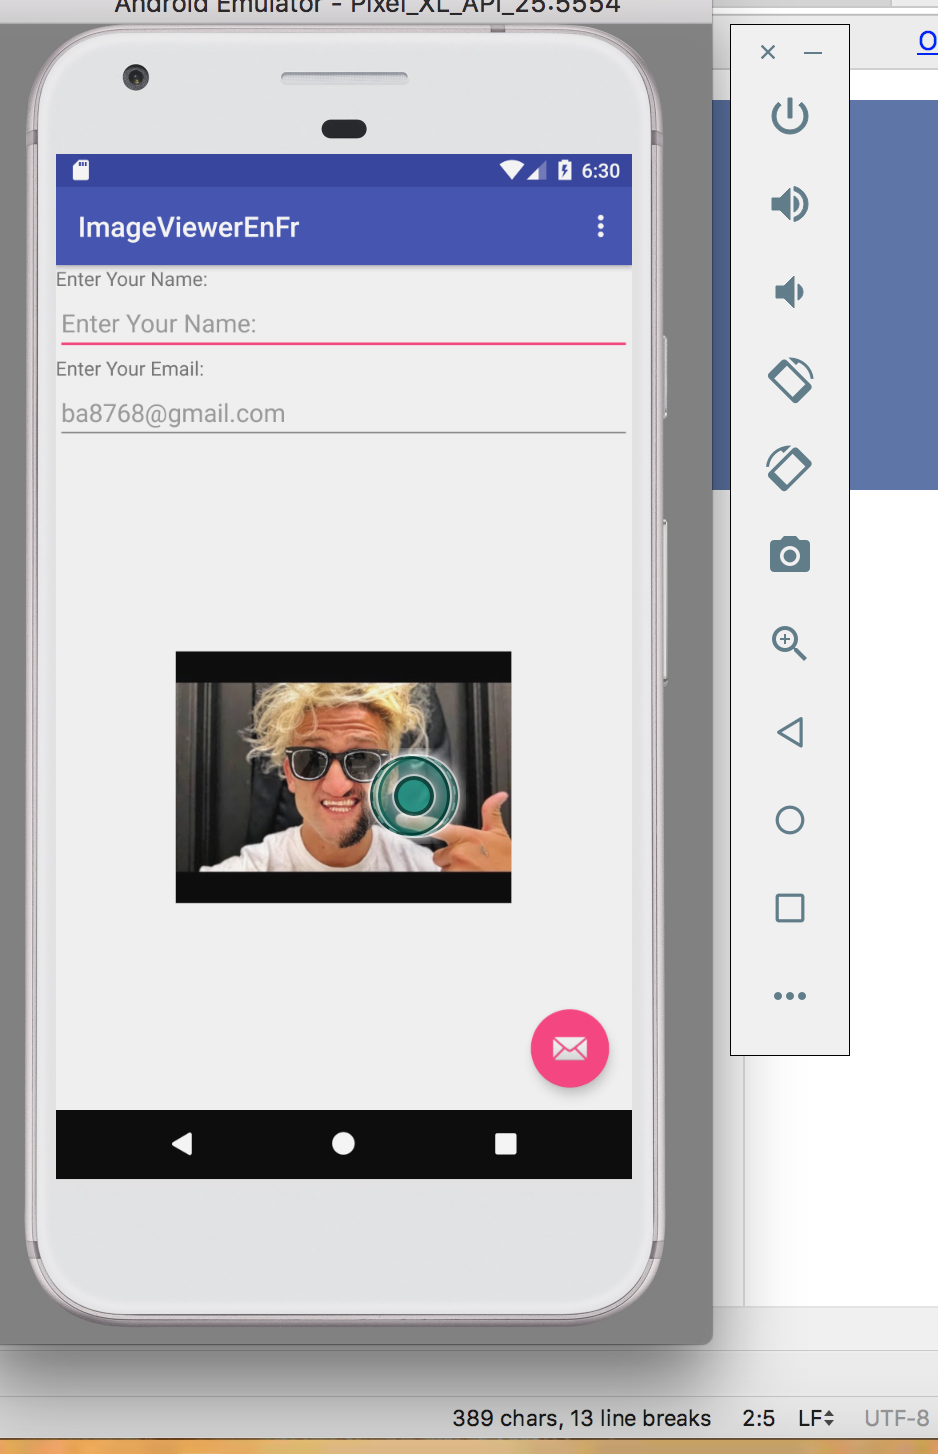 Android Emulator - Pixel_XL_API_25:5554
O
6:30
ImageViewerEnFr
Enter Your Name:
Enter Your Name:
Enter Your Email:
ba8768@gmail.com
389 chars, 13 line breaks 2:5 LF UTF-8